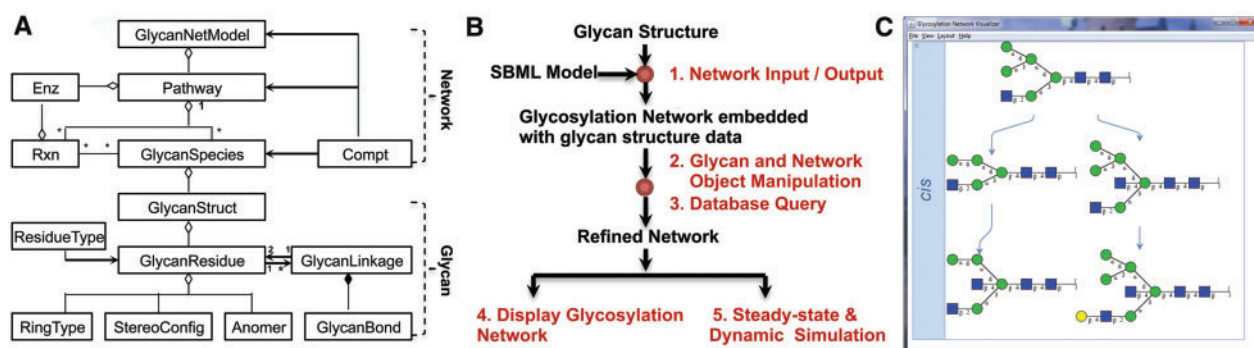 A
GlycanNetModel
Enz
Pathway
1
*
*
Rxn
*
*
GlycanSpecies
Compt
Network
GlycanStruct
ResidueType
GlycanResidue
2
1
1
*
GlycanLinkage
RingType
StereoConfig
Anomer
GlycanBond
Glycan
B
Glycan Structure
SBML Model
1. Network Input / Output
Glycosylation Network embedded
with glycan structure data
2. Glycan and Network
Object Manipulation
3. Database Query
Refined Network
4. Display Glycosylation
Network
5. Steady-state &
Dynamic Simulation
C
Glycosylation Network Visualizer
File View Layout Help
cis